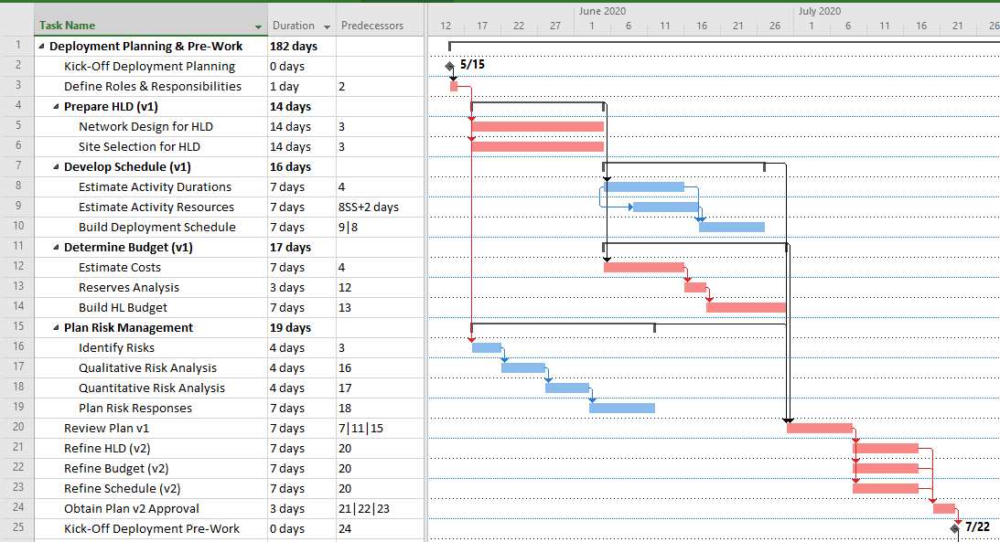 June 2020 July 2020
Task Name Duration Predecessors 12 17 22 27 1 6 11 16 21 26 1 6 11 16 21 26
1 Deployment Planning & Pre-Work 182 days
2 Kick-Off Deployment Planning 0 days 5/15
3 Define Roles & Responsibilities 1 day 2
4 Prepare HLD (v1) 14 days
5 Network Design for HLD 14 days 3
6 Site Selection for HLD 14 days 3
7 Develop Schedule (v1) 16 days
8 Estimate Activity Durations 7 days 4
9 Estimate Activity Resources 7 days 8SS+2 days
10 Build Deployment Schedule 7 days 9|8
11 Determine Budget (v1) 17 days
12 Estimate Costs 7 days 4
13 Reserves Analysis 3 days 12
14 Build HL Budget 7 days 13
15 Plan Risk Management 19 days
16 Identify Risks 4 days 3
17 Qualitative Risk Analysis 4 days 16
18 Quantitative Risk Analysis 4 days 17
19 Plan Risk Responses 7 days 18
20 Review Plan v1 7 days 7|11|15
21 Refine HLD (v2) 7 days 20
22 Refine Budget (v2) 7 days 20
23 Refine Schedule (v2) 7 days 20
24 Obtain Plan v2 Approval 3 days 21|22|23
25 Kick-Off Deployment Pre-Work 0 days 24 7/22